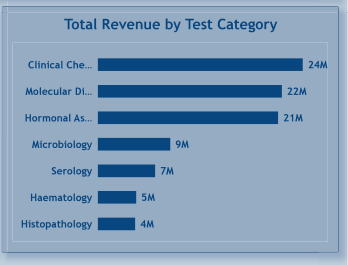 Total Revenue by Test Category
Clinical Che... 24M
Molecular Di... 22M
Hormonal As... 21M
Microbiology 9M
Serology 7M
Haematology 5M
Histopathology 4M